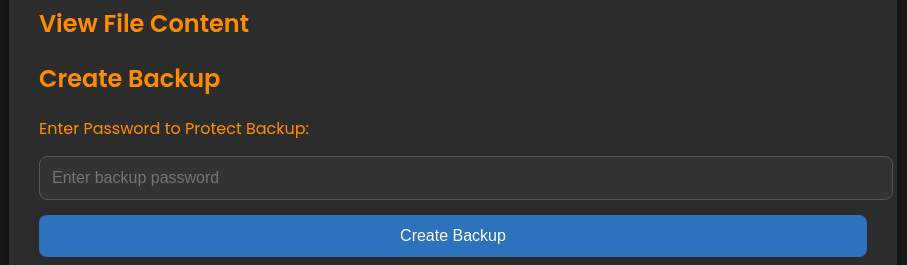 View File Content
Create Backup
Enter Password to Protect Backup:
Enter backup password
Create Backup